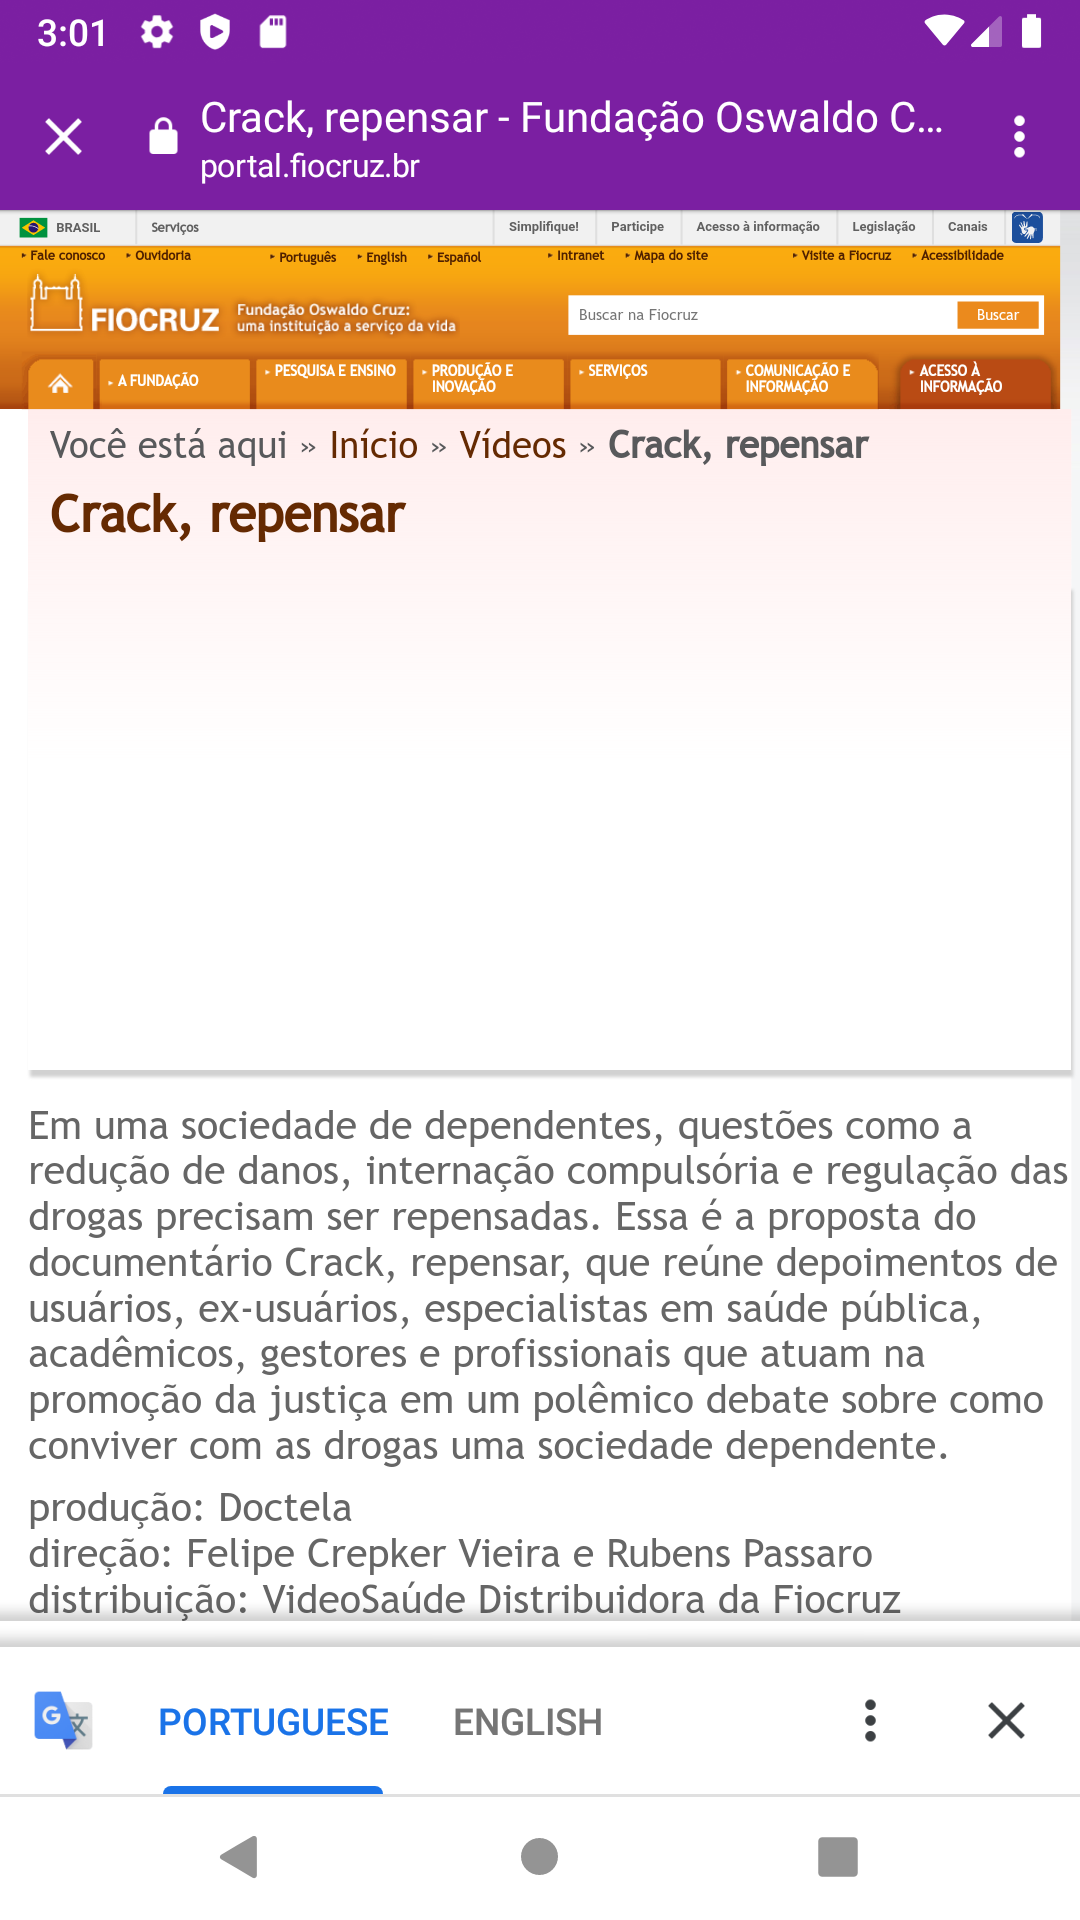 3:01
Crack, repensar - Fundação Oswaldo C...
portal.fiocruz.br
BRASIL Serviços Simplifique! Participe Acesso à informação Legislação Canais
Fale conosco Ouvidoria Português English Español Intranet Mapa do site Visite a Fiocruz Acessibilidade
FIOCRUZ
Fundação Oswaldo Cruz:
uma instituição a serviço da vida
Buscar na Fiocruz Buscar
A FUNDAÇÃO
PESQUISA E ENSINO
PRODUÇÃO E
INOVAÇÃO
SERVIÇOS
COMUNICAÇÃO E
INFORMAÇÃO
ACESSO À
INFORMAÇÃO
Você está aqui » Início » Vídeos » Crack, repensar
Crack, repensar
Em uma sociedade de dependentes, questões como a
redução de danos, internação compulsória e regulação das
drogas precisam ser repensadas. Essa é a proposta do
documentário Crack, repensar, que reúne depoimentos de
usuários, ex-usuários, especialistas em saúde pública,
acadêmicos, gestores e profissionais que atuam na
promoção da justiça em um polêmico debate sobre como
conviver com as drogas uma sociedade dependente.
produção: Doctela
direção: Felipe Crepker Vieira e Rubens Passaro
distribuição: VideoSaúde Distribuidora da Fiocruz
PORTUGUESE ENGLISH